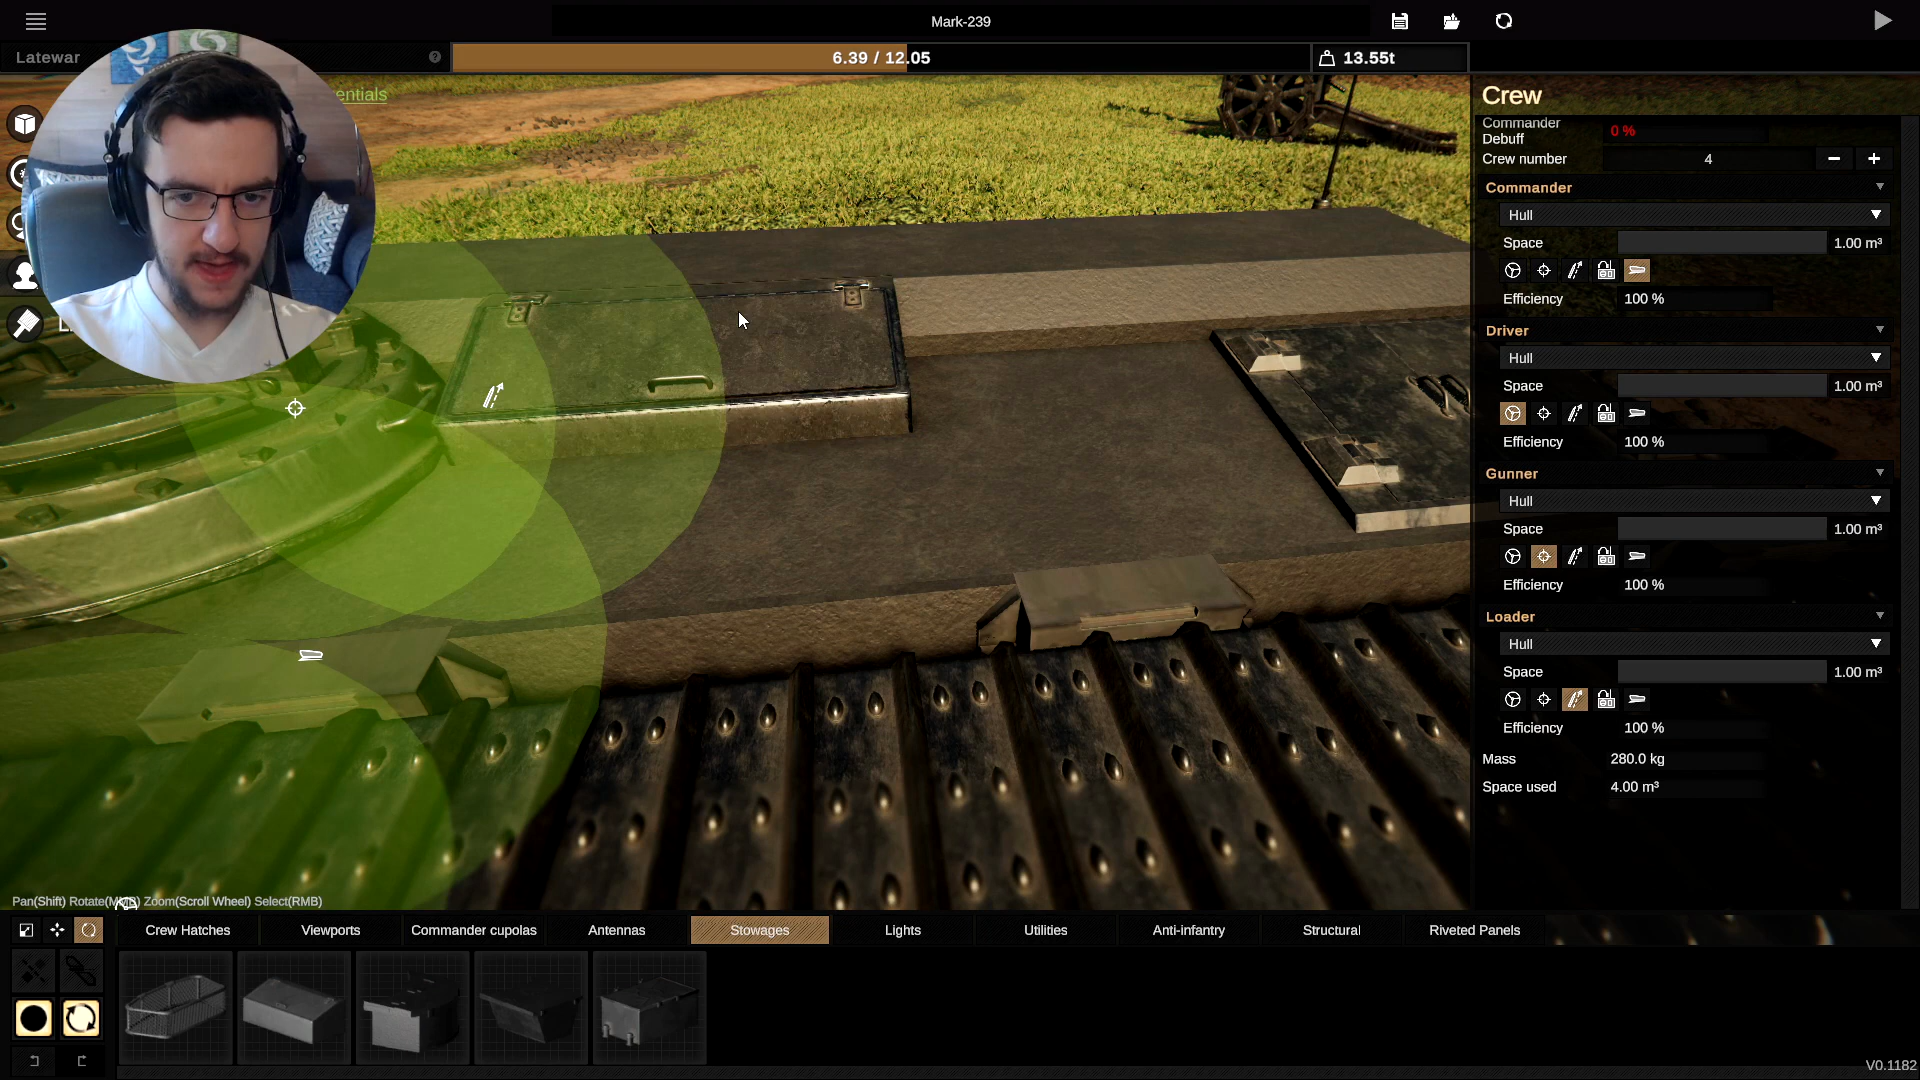 Mark-239
Latewar
6.39 / 12.05
13.55t
entials
Crew
Commander
Debuff
0 %
Crew number
4
Commander
Hull
Space
1.00 m³
Efficiency
100 %
Driver
Hull
Space
1.00 m³
Efficiency
100 %
Gunner
Hull
Space
1.00 m³
Efficiency
100 %
Loader
Hull
Space
1.00 m³
Efficiency
100 %
Mass
280.0 kg
Space used
4.00 m³
Pan(Shift) Rotate(MMB) Zoom(Scroll Wheel) Select(RMB)
Crew Hatches
Viewports
Commander cupolas
Antennas
Stowages
Lights
Utilities
Anti-infantry
Structural
Riveted Panels
V0.1182